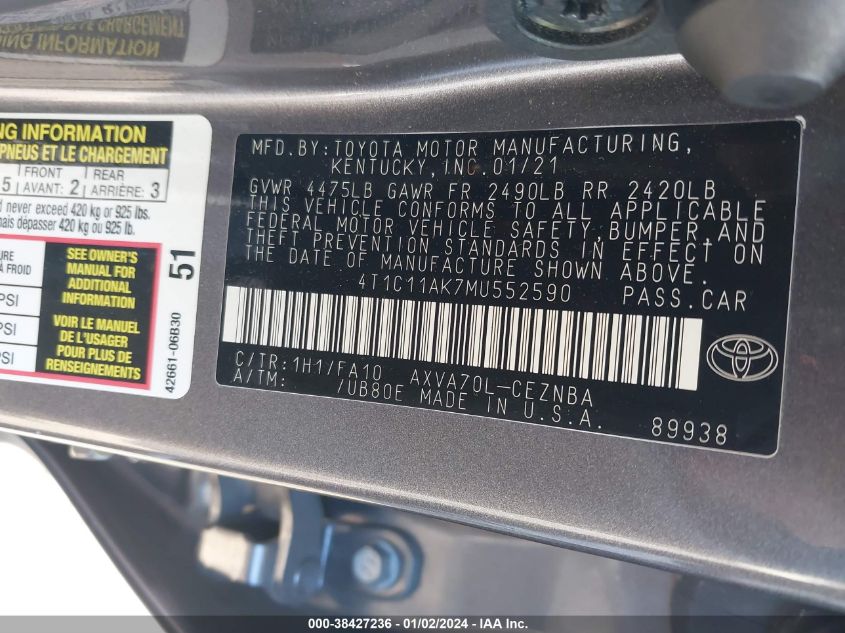 NG INFORMATION
PNEUS ET LE CHARGEMENT
5 FRONT AVANT: 2 REAR ARRIÈRE: 3
d never exceed 420 kg or 925 lbs.
mais dépasser 420 kg ou 925 lb.
URE
À FROID
PSI
PSI
PSI
SEE OWNER'S
MANUAL FOR
ADDITIONAL
INFORMATION
VOIR LE MANUEL
DE L'USAGER
POUR PLUS DE
RENSEIGNEMENTS
51
42661-06B30
MFD.BY:TOYOTA MOTOR MANUFACTURING,
KENTUCKY,INC.01/21
GVWR 4475LB GAWR FR 2490LB RR 2420LB
THIS VEHICLE CONFORMS TO ALL APPLICABLE
FEDERAL MOTOR VEHICLE SAFETY,BUMPER,AND
THEFT PREVENTION STANDARDS IN EFFECT ON
THE DATE OF MANUFACTURE SHOWN ABOVE.
4T1C11AK7MU552590 PASS.CAR
C/TR:1H1/FA10 AXVA70L-CEZNBA
A/TM: /UB80E MADE IN U.S.A.
89938
000-38427236 - 01/02/2024 - IAA Inc.